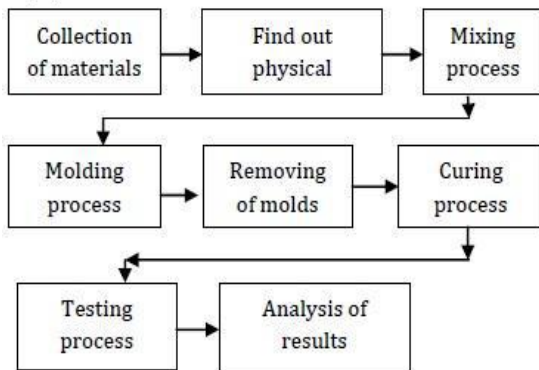 Collection
of materials
Find out
physical
Mixing
process
Molding
process
Removing
of molds
Curing
process
Testing
process
Analysis of
results